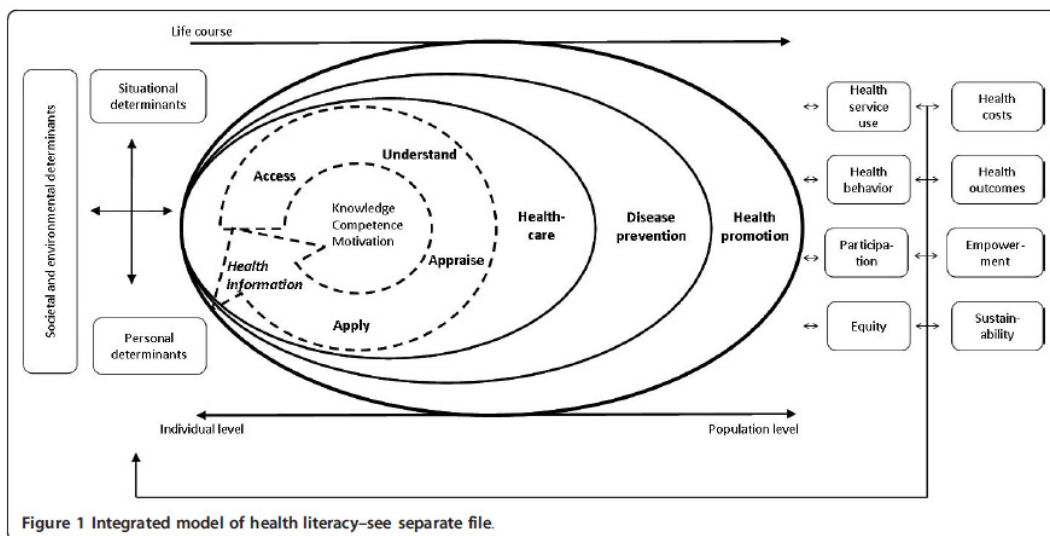 Life course
Societal and environmental determinants
Situational
determinants
Personal
determinants
Access
Understand
Knowledge
Competence
Motivation
Health
Information
Appraise
Apply
Health-
care
Disease
prevention
Health
promotion
Health
service
use
Health
costs
Health
behavior
Health
outcomes
Participa-
tion
Empower-
ment
Equity
Sustain-
ability
Individual level
Population level
Figure 1 Integrated model of health literacy–see separate file.